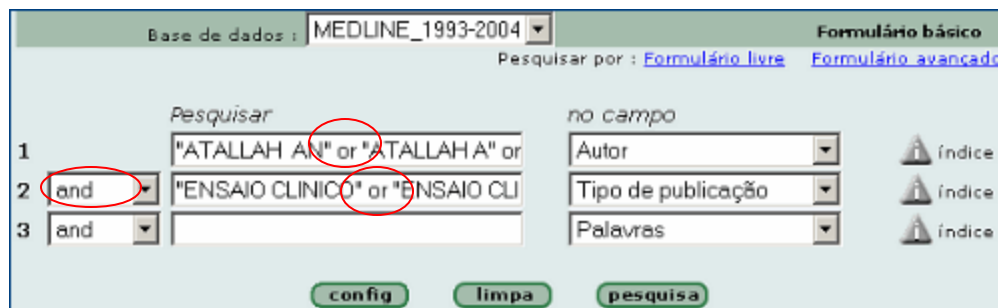 Base de dados : MEDLINE_1993-2004 Formulário básico
Pesquisar por : Formulário livre Formulário avançado
Pesquisar no campo
1 "ATALLAH AN" or "ATALLAH A" or Autor índice
2 and "ENSAIO CLINICO" or "ENSAIO CLI Tipo de publicação índice
3 and Palavras índice
config limpa pesquisa